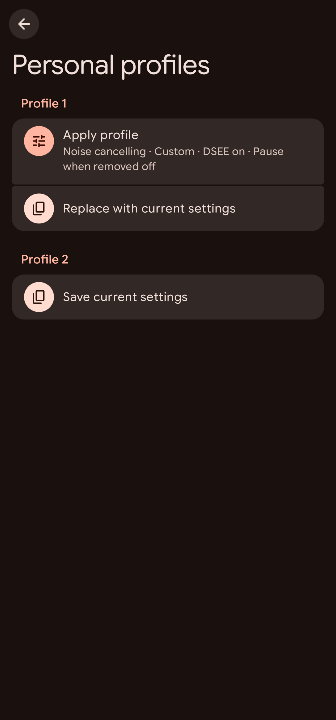 Personal profiles
Profile 1
Apply profile
Noise cancelling · Custom · DSEE on · Pause
when removed off
Replace with current settings
Profile 2
Save current settings